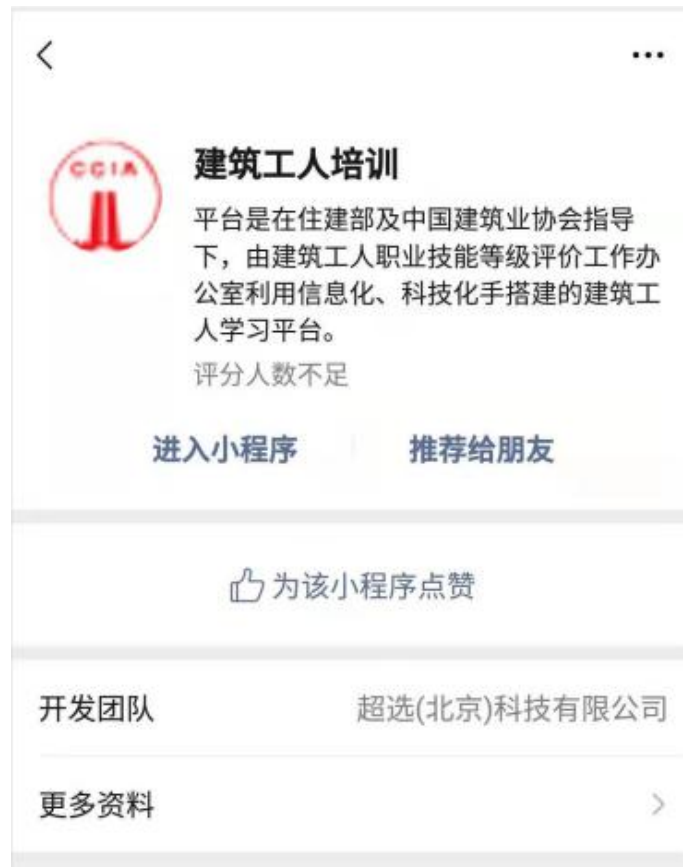 CCIA
建筑工人培训
平台是在住建部及中国建筑业协会指导
下，由建筑工人职业技能等级评价工作办
公室利用信息化、科技化手搭建的建筑工
人学习平台。
评分人数不足
进入小程序 推荐给朋友
为该小程序点赞
开发团队 超选(北京)科技有限公司
更多资料